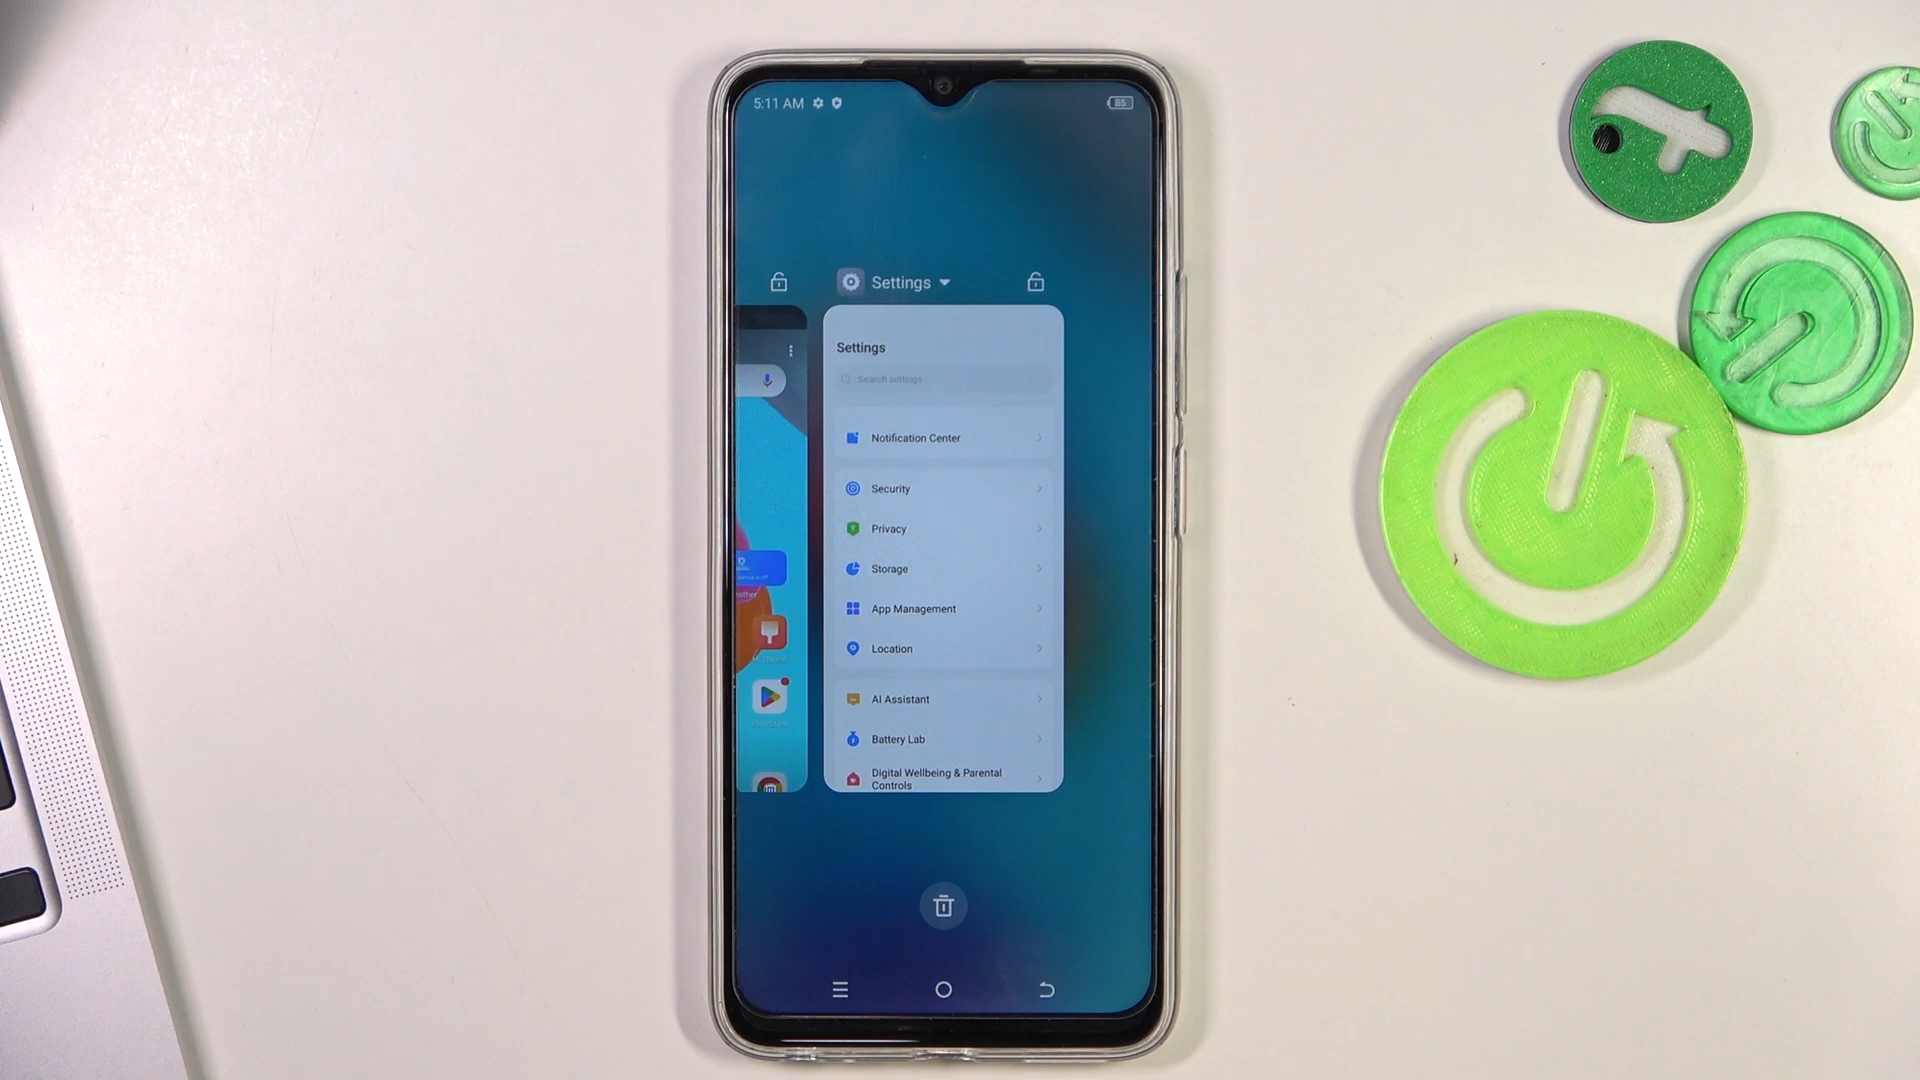 5:11 AM
85
Settings
Settings
Search settings
Notification Center
Security
Privacy
Storage
App Management
Location
AI Assistant
Battery Lab
Digital Wellbeing & Parental
Controls